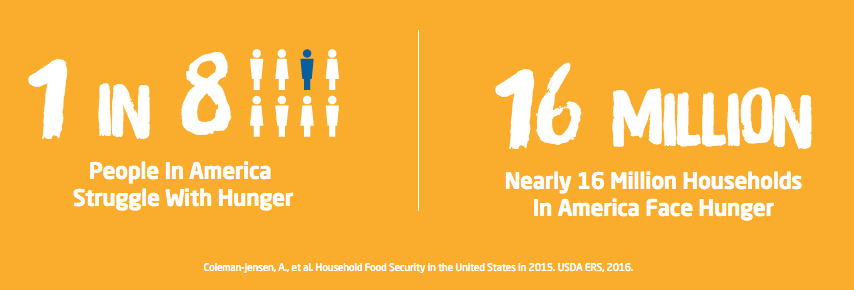 1 IN 8
People In America
Struggle With Hunger
16 MILLION
Nearly 16 Million Households
In America Face Hunger
Coleman-Jensen, A., et al. Household Food Security in the United States in 2015. USDA ERS, 2016.